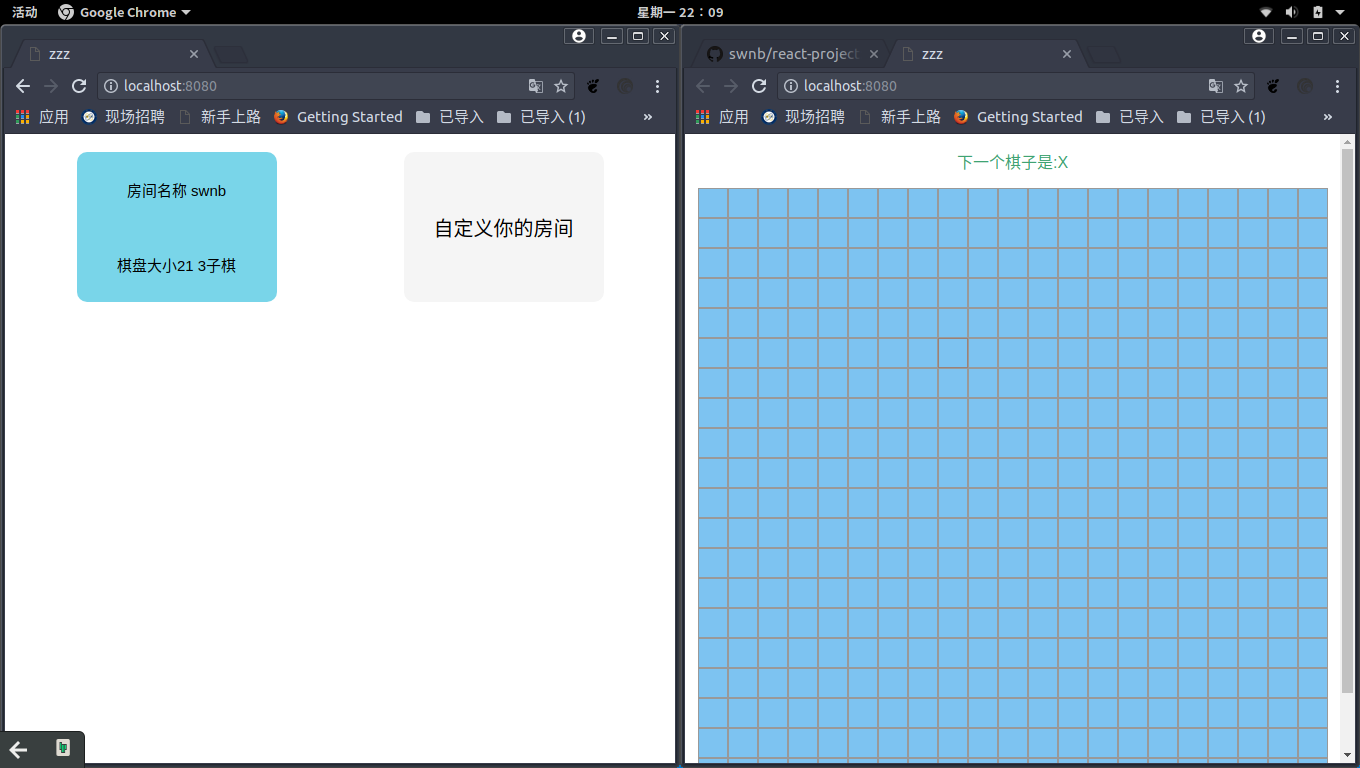 活动 Google Chrome 星期一 22：09
zzz
localhost:8080
应用 现场招聘 新手上路 Getting Started 已导入 已导入 (1) »
房间名称 swnb
棋盘大小21 3子棋
自定义你的房间
swnb/react-project zzz
localhost:8080
应用 现场招聘 新手上路 Getting Started 已导入 已导入 (1) »
下一个棋子是:X